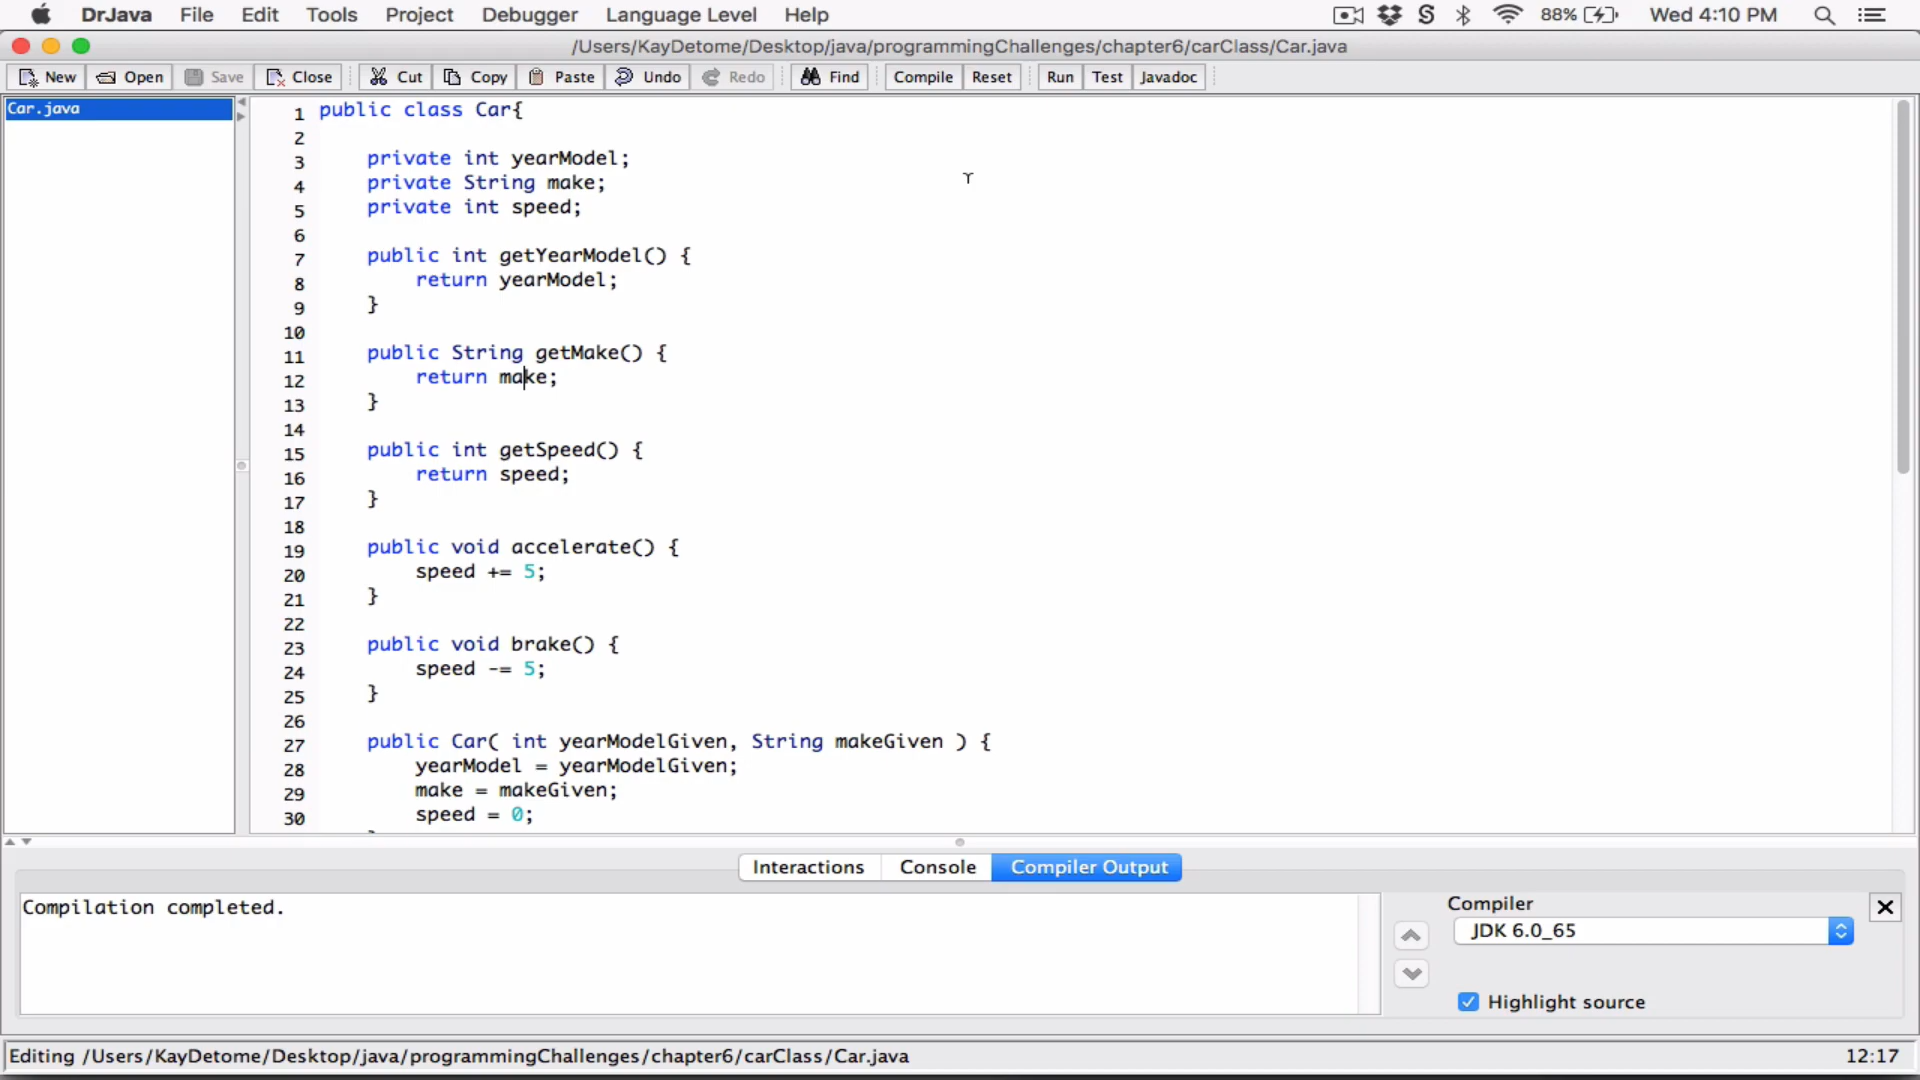 DrJava File Edit Tools Project Debugger Language Level Help 88% Wed 4:10 PM
/Users/KayDetome/Desktop/java/programmingChallenges/chapter6/carClass/Car.java
New Open Save Close Cut Copy Paste Undo Redo Find Compile Reset Run Test Javadoc
Car.java
1 public class Car{
2
3 private int yearModel;
4 private String make;
5 private int speed;
6
7 public int getYearModel() {
8 return yearModel;
9 }
10
11 public String getMake() {
12 return make;
13 }
14
15 public int getSpeed() {
16 return speed;
17 }
18
19 public void accelerate() {
20 speed += 5;
21 }
22
23 public void brake() {
24 speed -= 5;
25 }
26
27 public Car( int yearModelGiven, String makeGiven ) {
28 yearModel = yearModelGiven;
29 make = makeGiven;
30 speed = 0;
Interactions Console Compiler Output
Compilation completed.
Compiler
JDK 6.0_65
Highlight source
Editing /Users/KayDetome/Desktop/java/programmingChallenges/chapter6/carClass/Car.java 12:17